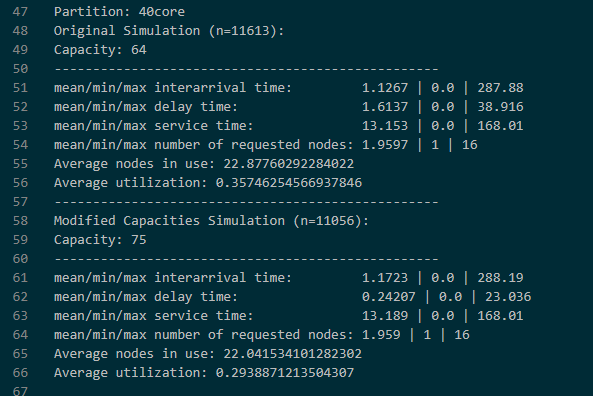 47 Partition: 40core
48 Original Simulation (n=11613):
49 Capacity: 64
50 --------------------------------------------------
51 mean/min/max interarrival time:         1.1267 | 0.0 | 287.88
52 mean/min/max delay time:                1.6137 | 0.0 | 38.916
53 mean/min/max service time:              13.153 | 0.0 | 168.01
54 mean/min/max number of requested nodes: 1.9597 | 1 | 16
55 Average nodes in use: 22.87760292284022
56 Average utilization: 0.35746254566937846
57 --------------------------------------------------
58 Modified Capacities Simulation (n=11056):
59 Capacity: 75
60 --------------------------------------------------
61 mean/min/max interarrival time:         1.1723 | 0.0 | 288.19
62 mean/min/max delay time:                0.24207 | 0.0 | 23.036
63 mean/min/max service time:              13.189 | 0.0 | 168.01
64 mean/min/max number of requested nodes: 1.959 | 1 | 16
65 Average nodes in use: 22.041534101282302
66 Average utilization: 0.2938871213504307
67